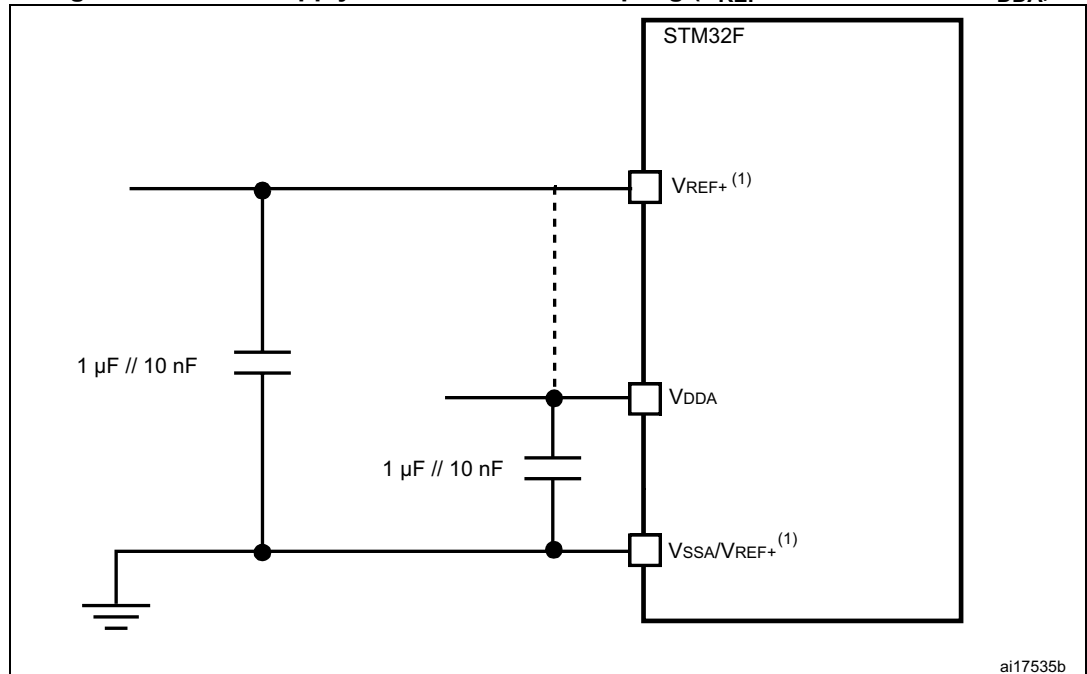 STM32F
VREF+ (1)
1 µF // 10 nF
VDDA
1 µF // 10 nF
VSSA/VREF+ (1)
ai17535b